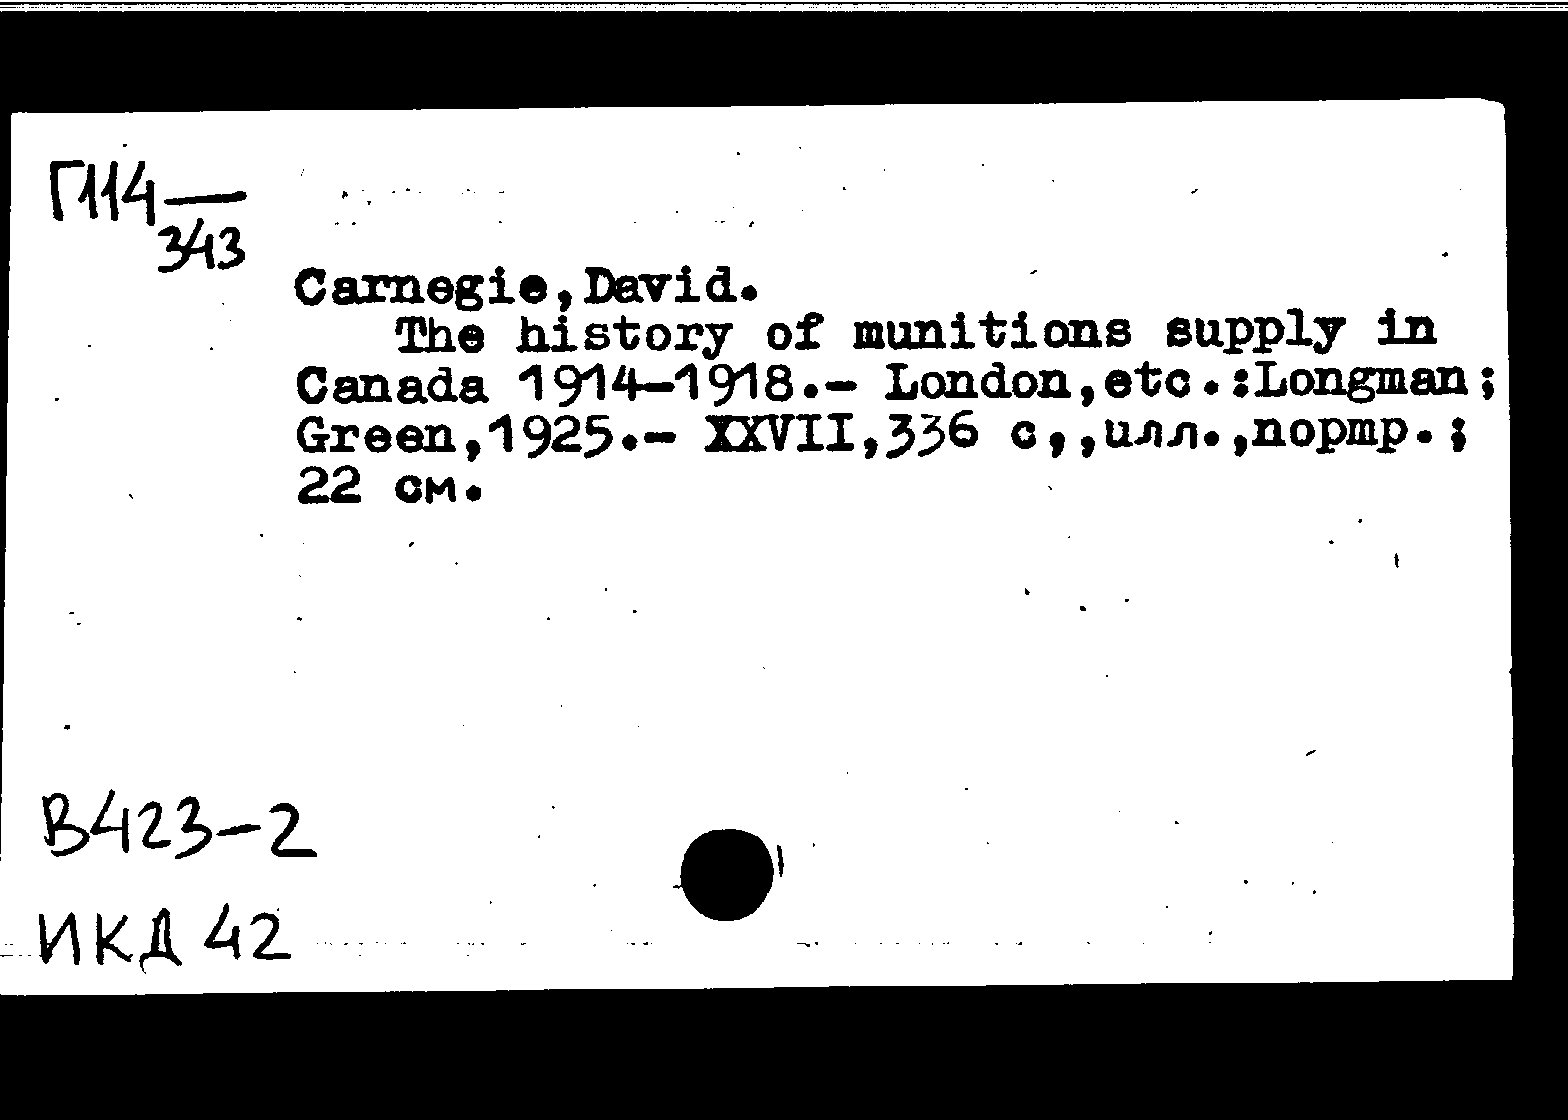 Г114—
343
Carnegie,David.
The history of munitions supply in
Canada 1914-1918.- London,etc.:Longman;
Green,1925.- XXVII,336 с,,илл.,портр.;
22 см.
В423-2
ИКД 42